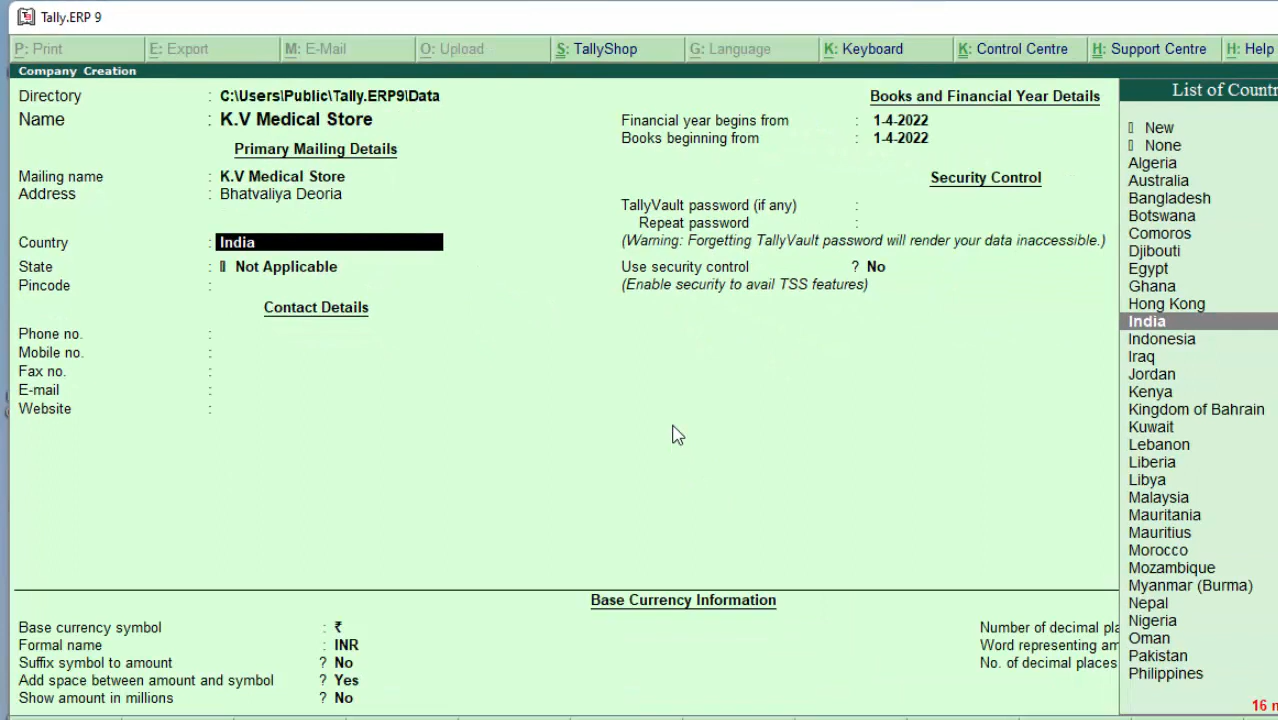 Tally.ERP 9
P: Print E: Export M: E-Mail O: Upload S: TallyShop G: Language K: Keyboard K: Control Centre H: Support Centre H: Help
Company Creation
Directory : C:\Users\Public\Tally.ERP9\Data
Name : K.V Medical Store
Primary Mailing Details
Mailing name : K.V Medical Store
Address : Bhatvaliya Deoria
Country : India
State : Not Applicable
Pincode :
Contact Details
Phone no. :
Mobile no. :
Fax no. :
E-mail :
Website :
Books and Financial Year Details
Financial year begins from : 1-4-2022
Books beginning from : 1-4-2022
Security Control
TallyVault password (if any) :
Repeat password :
(Warning: Forgetting TallyVault password will render your data inaccessible.)
Use security control ? No
(Enable security to avail TSS features)
List of Countr
New
None
Algeria
Australia
Bangladesh
Botswana
Comoros
Djibouti
Egypt
Ghana
Hong Kong
India
Indonesia
Iraq
Jordan
Kenya
Kingdom of Bahrain
Kuwait
Lebanon
Liberia
Libya
Malaysia
Mauritania
Mauritius
Morocco
Mozambique
Myanmar (Burma)
Nepal
Nigeria
Oman
Pakistan
Philippines
16
Base Currency Information
Base currency symbol : ₹
Formal name : INR
Suffix symbol to amount ? No
Add space between amount and symbol ? Yes
Show amount in millions ? No
Number of decimal pla
Word representing am
No. of decimal places